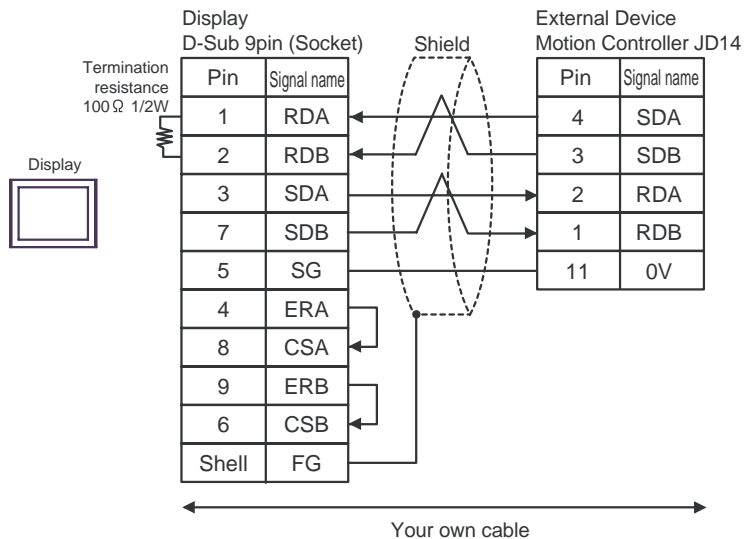 Display
D-Sub 9pin (Socket)
Shield
External Device
Motion Controller JD14
Termination
resistance
100Ω 1/2W
Display
Pin Signal name
1 RDA
2 RDB
3 SDA
7 SDB
5 SG
4 ERA
8 CSA
9 ERB
6 CSB
Shell FG
Pin Signal name
4 SDA
3 SDB
2 RDA
1 RDB
11 0V
Your own cable